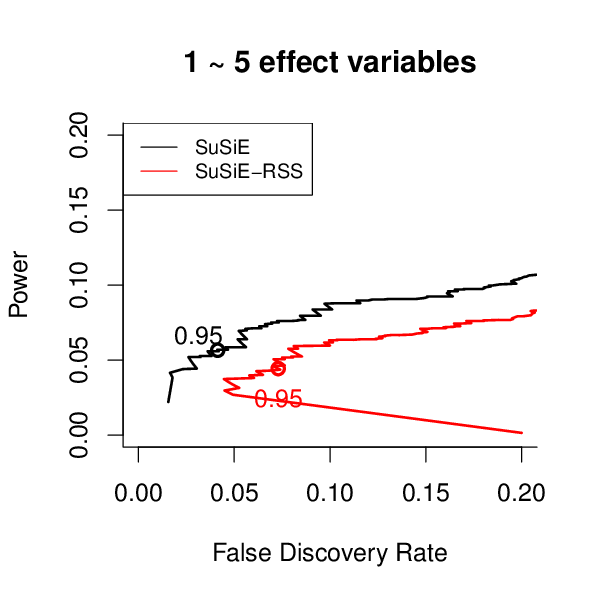 1 ~ 5 effect variables
SuSiE
SuSiE−RSS
0.95
0.95
Power
0.00
0.05
0.10
0.15
0.20
0.00 0.05 0.10 0.15 0.20
False Discovery Rate